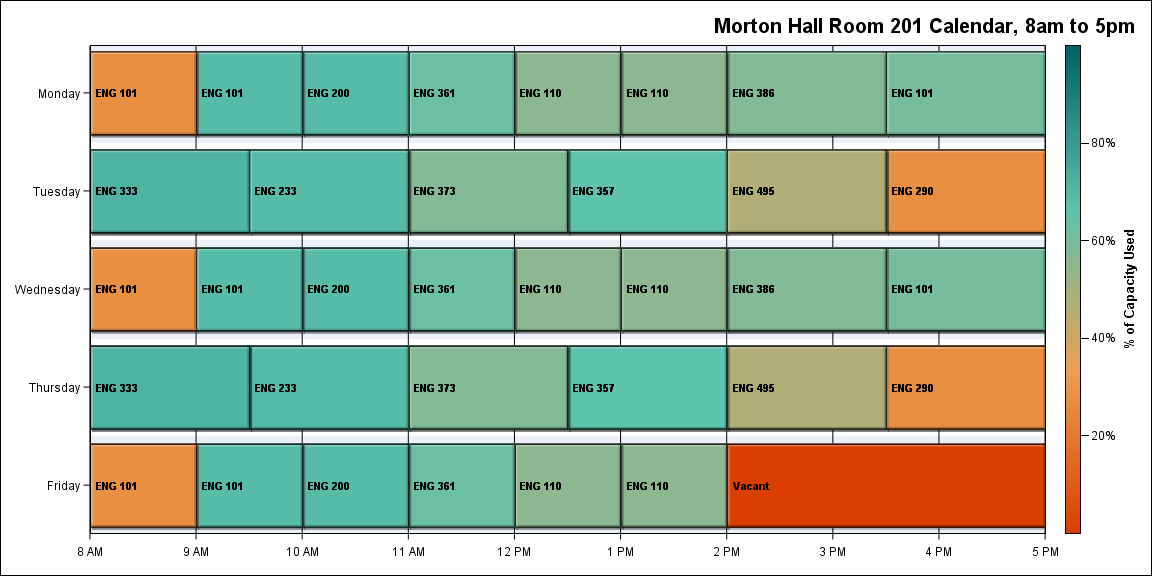 Morton Hall Room 201 Calendar, 8am to 5pm
Monday
ENG 101 ENG 101 ENG 200 ENG 361 ENG 110 ENG 110 ENG 386 ENG 101
Tuesday
ENG 333 ENG 233 ENG 373 ENG 357 ENG 495 ENG 290
Wednesday
ENG 101 ENG 101 ENG 200 ENG 361 ENG 110 ENG 110 ENG 386 ENG 101
Thursday
ENG 333 ENG 233 ENG 373 ENG 357 ENG 495 ENG 290
Friday
ENG 101 ENG 101 ENG 200 ENG 361 ENG 110 ENG 110 Vacant
8 AM 9 AM 10 AM 11 AM 12 PM 1 PM 2 PM 3 PM 4 PM 5 PM
80%
60%
40%
20%
% of Capacity Used